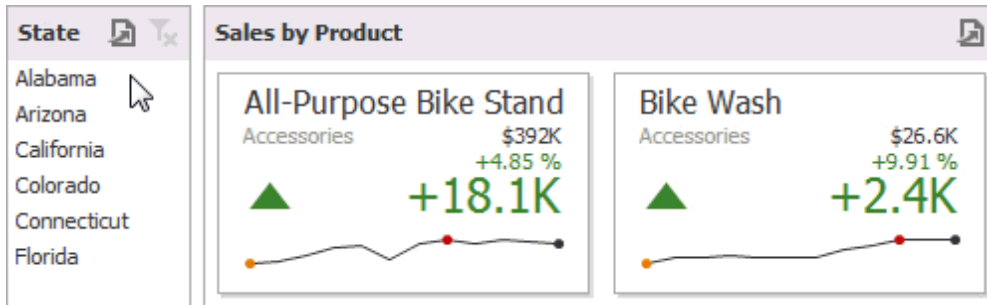 State
Alabama
Arizona
California
Colorado
Connecticut
Florida
Sales by Product
All-Purpose Bike Stand
Accessories $392K
+4.85 %
+18.1K
Bike Wash
Accessories $26.6K
+9.91 %
+2.4K